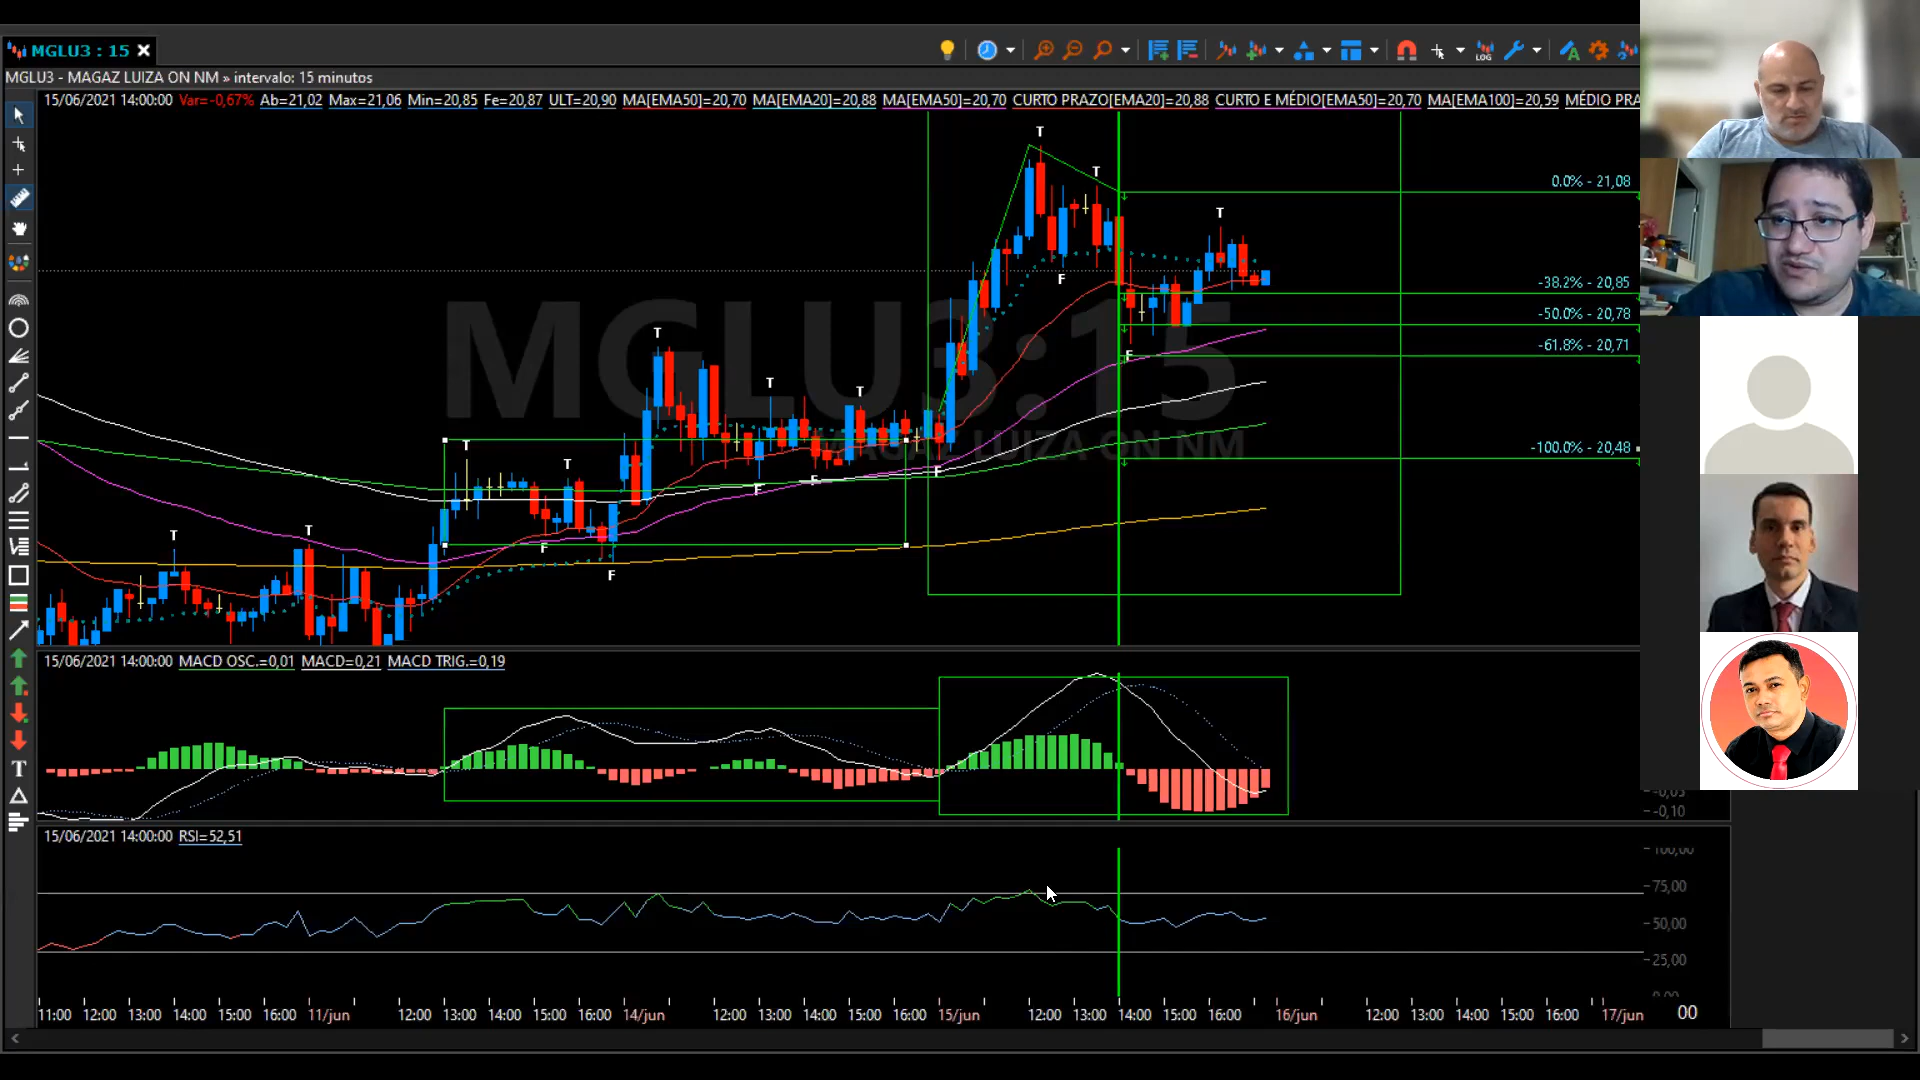 MGLU3 : 15
MGLU3 - MAGAZ LUIZA ON NM » intervalo: 15 minutos
15/06/2021 14:00:00 Var=-0,67% Ab=21,02 Max=21,06 Min=20,85 Fe=20,87 ULT=20,90 MA[EMA50]=20,70 MA[EMA20]=20,88 MA[EMA50]=20,70 CURTO PRAZO[EMA20]=20,88 CURTO E MÉDIO[EMA50]=20,70 MA[EMA100]=20,59 MÉDIO PRA
LOG
MGLU3:15
MAGAZ LUIZA ON NM
T
T
T
T
T
T
T
T
T
T
F
F
F
F
F
F
F
0.0% - 21,08
-38.2% - 20,85
-50.0% - 20,78
-61.8% - 20,71
-100.0% - 20,48
15/06/2021 14:00:00 MACD OSC.=0,01 MACD=0,21 MACD TRIG.=0,19
-0,10
15/06/2021 14:00:00 RSI=52,51
75,00
50,00
25,00
11:00 12:00 13:00 14:00 15:00 16:00 11/jun 12:00 13:00 14:00 15:00 16:00 14/jun 12:00 13:00 14:00 15:00 16:00 15/jun 12:00 13:00 14:00 15:00 16:00 16/jun 12:00 13:00 14:00 15:00 16:00 17/jun 00